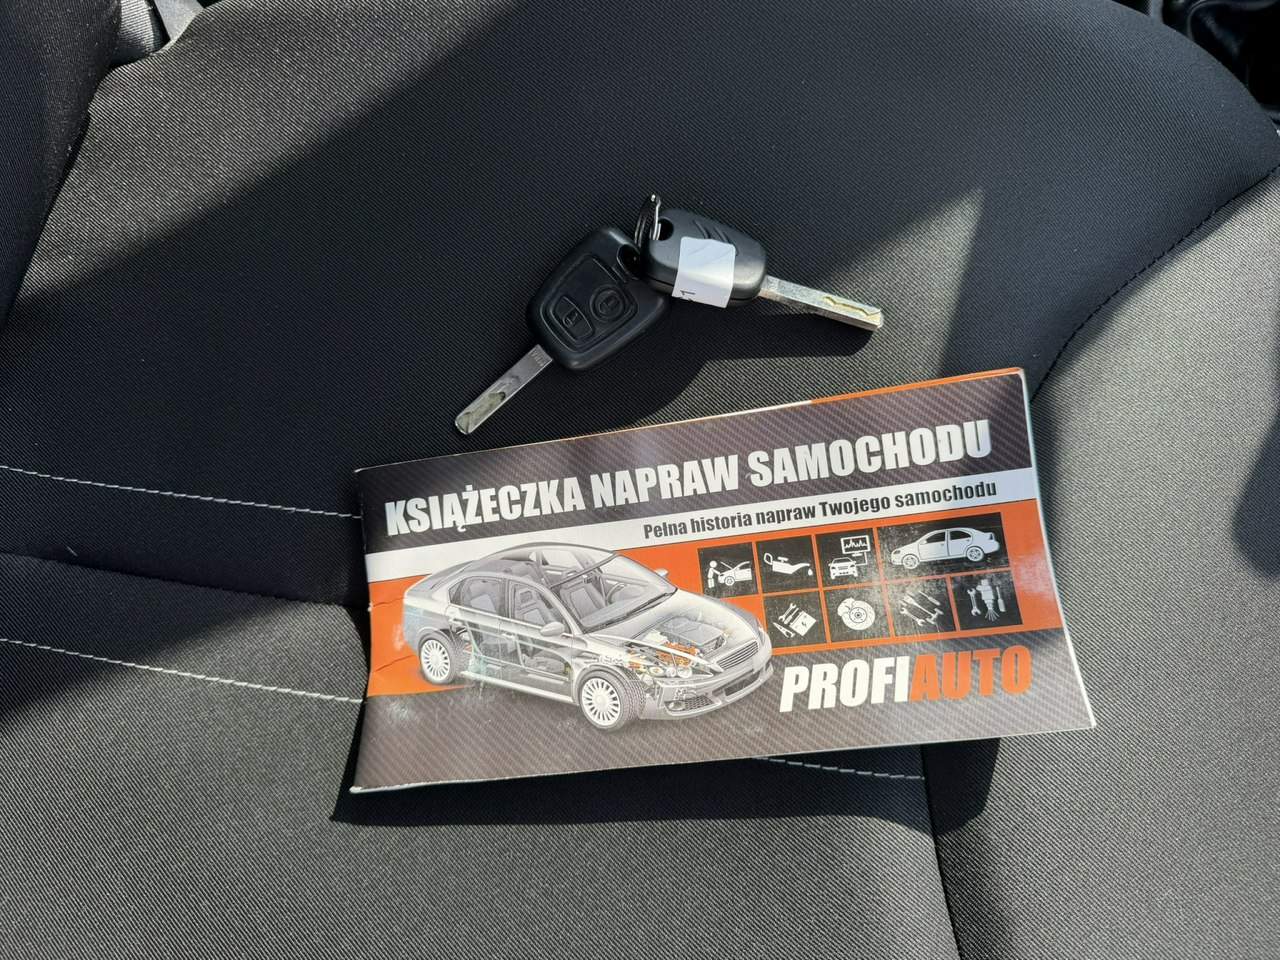 KSIĄŻECZKA NAPRAW SAMOCHODU
Pełna historia napraw Twojego samochodu
PROFIAUTO